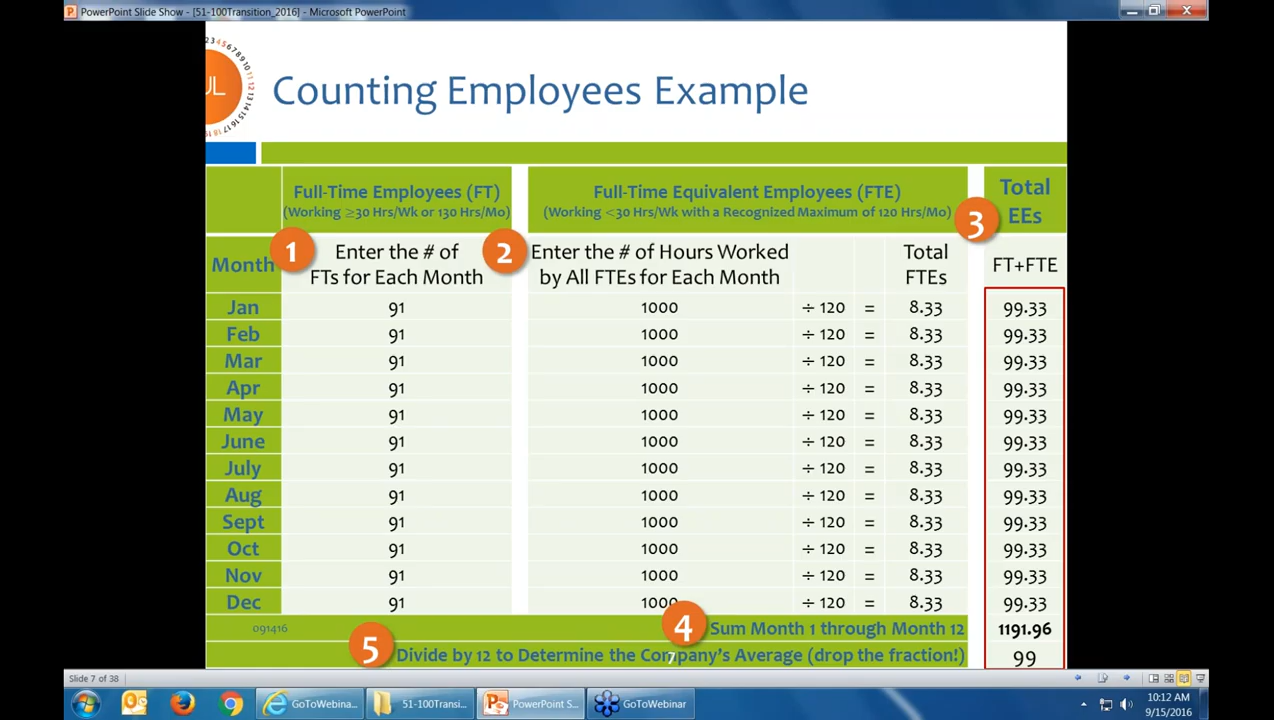 PowerPoint Slide Show - [51-100Transition_2016] - Microsoft PowerPoint
Counting Employees Example
Full-Time Employees (FT) Full-Time Equivalent Employees (FTE) Total
(Working ≥30 Hrs/Wk or 130 Hrs/Mo) (Working <30 Hrs/Wk with a Recognized Maximum of 120 Hrs/Mo) 3 EEs
Month 1 Enter the # of 2 Enter the # of Hours Worked Total FT+FTE
FTs for Each Month by All FTEs for Each Month FTEs
Jan 91 1000 ÷ 120 = 8.33 99.33
Feb 91 1000 ÷ 120 = 8.33 99.33
Mar 91 1000 ÷ 120 = 8.33 99.33
Apr 91 1000 ÷ 120 = 8.33 99.33
May 91 1000 ÷ 120 = 8.33 99.33
June 91 1000 ÷ 120 = 8.33 99.33
July 91 1000 ÷ 120 = 8.33 99.33
Aug 91 1000 ÷ 120 = 8.33 99.33
Sept 91 1000 ÷ 120 = 8.33 99.33
Oct 91 1000 ÷ 120 = 8.33 99.33
Nov 91 1000 ÷ 120 = 8.33 99.33
Dec 91 1000 ÷ 120 = 8.33 99.33
091416 4 Sum Month 1 through Month 12 1191.96
5 Divide by 12 to Determine the Company's Average (drop the fraction!) 99
7
Slide 7 of 38
GoToWebina... 51-100Transi... PowerPoint S... GoToWebinar 10:12 AM
9/15/2016